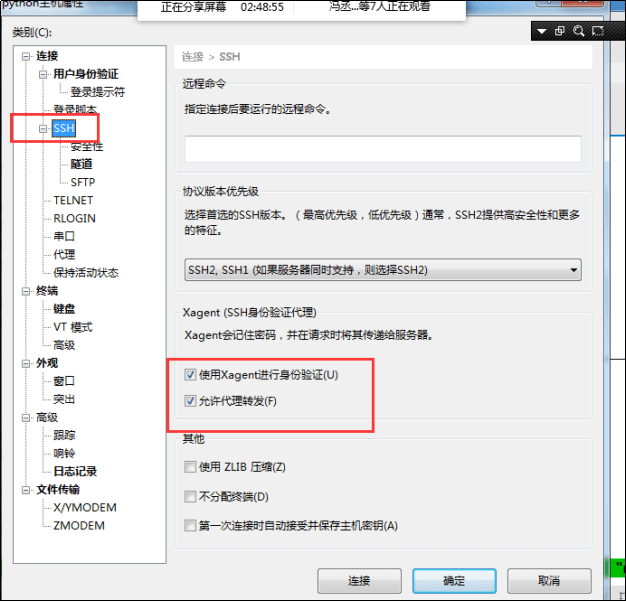 python主机属性
正在分享屏幕 02:48:55 冯丞...等7人正在观看
类别(C):
连接
用户身份验证
登录提示符
登录脚本
SSH
安全性
隧道
SFTP
TELNET
RLOGIN
串口
代理
保持活动状态
终端
键盘
VT 模式
高级
外观
窗口
突出
高级
跟踪
响铃
日志记录
文件传输
X/YMODEM
ZMODEM
连接 > SSH
远程命令
指定连接后要运行的远程命令。
协议版本优先级
选择首选的SSH版本。（最高优先级，低优先级）通常，SSH2提供高安全性和更多
的特征。
SSH2, SSH1 (如果服务器同时支持，则选择SSH2)
Xagent (SSH身份验证代理)
Xagent会记住密码，并在请求时将其传递给服务器。
使用Xagent进行身份验证(U)
允许代理转发(F)
其他
使用 ZLIB 压缩(Z)
不分配终端(D)
第一次连接时自动接受并保存主机密钥(A)
连接 确定 取消